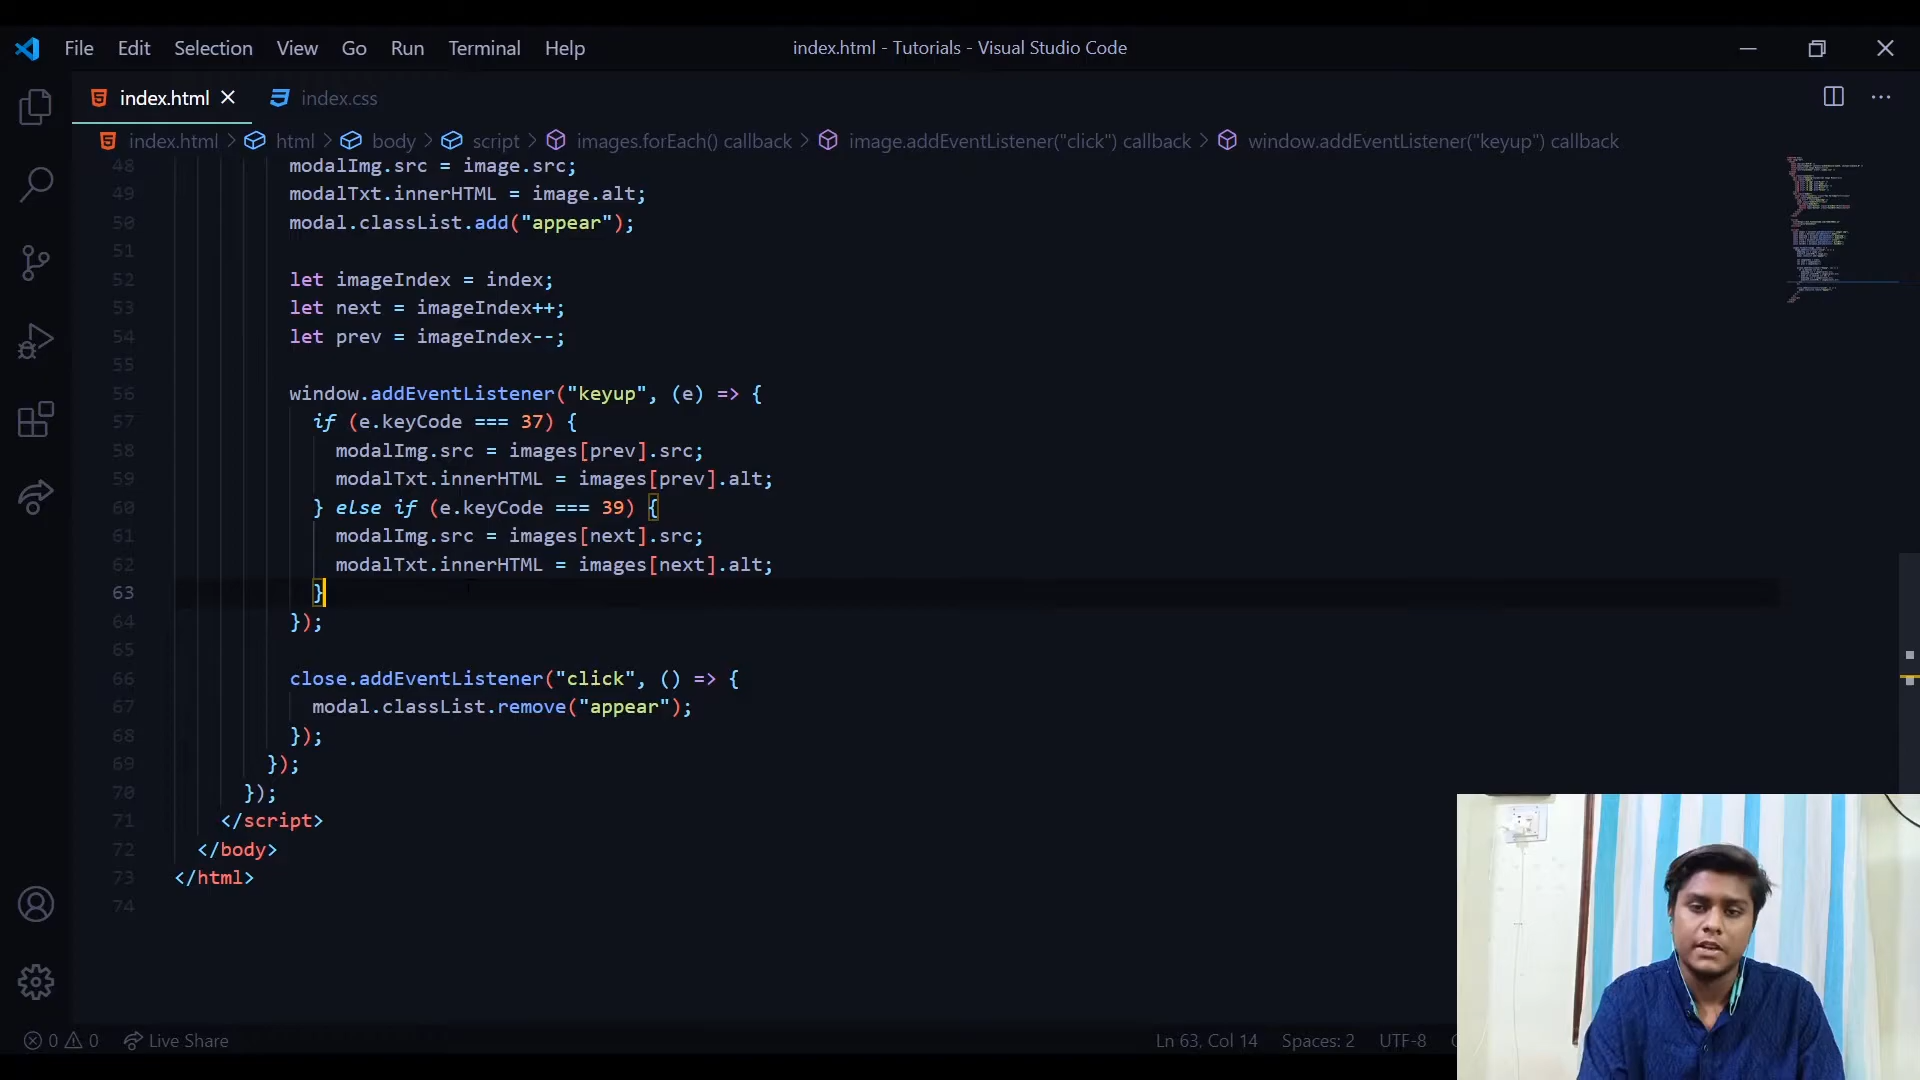 File Edit Selection View Go Run Terminal Help index.html - Tutorials - Visual Studio Code
index.html index.css
index.html > html > body > script > images.forEach() callback > image.addEventListener("click") callback > window.addEventListener("keyup") callback
48 modalImg.src = image.src;
49 modalTxt.innerHTML = image.alt;
50 modal.classList.add("appear");
51
52 let imageIndex = index;
53 let next = imageIndex++;
54 let prev = imageIndex--;
55
56 window.addEventListener("keyup", (e) => {
57 if (e.keyCode === 37) {
58 modalImg.src = images[prev].src;
59 modalTxt.innerHTML = images[prev].alt;
60 } else if (e.keyCode === 39) {
61 modalImg.src = images[next].src;
62 modalTxt.innerHTML = images[next].alt;
63 }
64 });
65
66 close.addEventListener("click", () => {
67 modal.classList.remove("appear");
68 });
69 });
70 });
71 </script>
72 </body>
73 </html>
74
0 0 Live Share Ln 63, Col 14 Spaces: 2 UTF-8